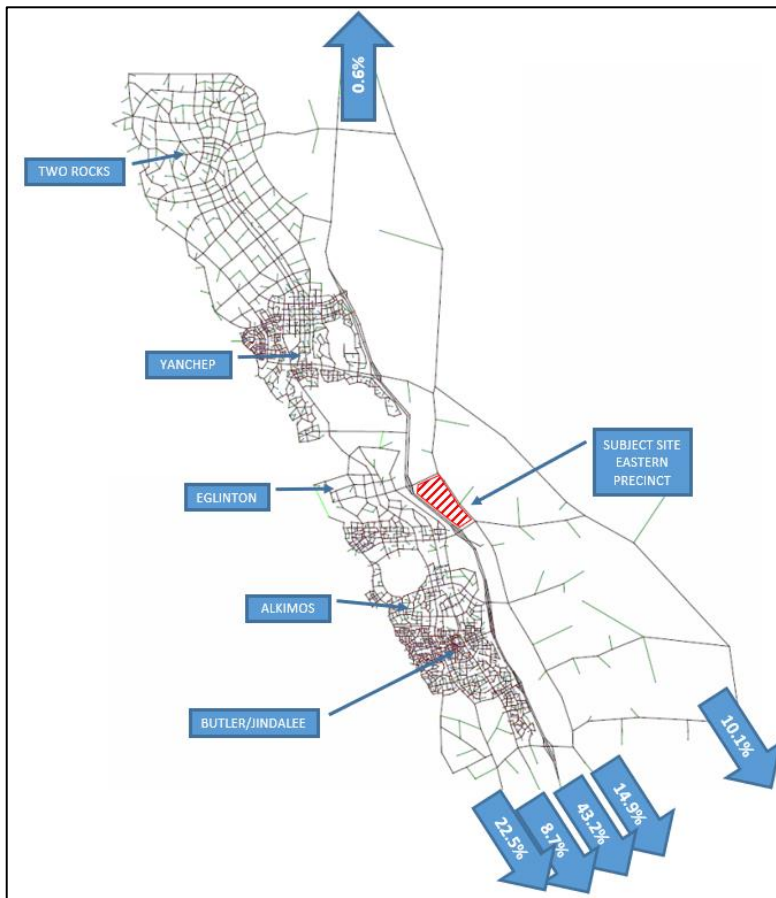 0.6%
TWO ROCKS
YANCHEP
SUBJECT SITE
EASTERN
PRECINCT
EGLINTON
ALKIMOS
BUTLER/JINDALEE
10.1%
22.5%
8.7%
43.2%
14.9%